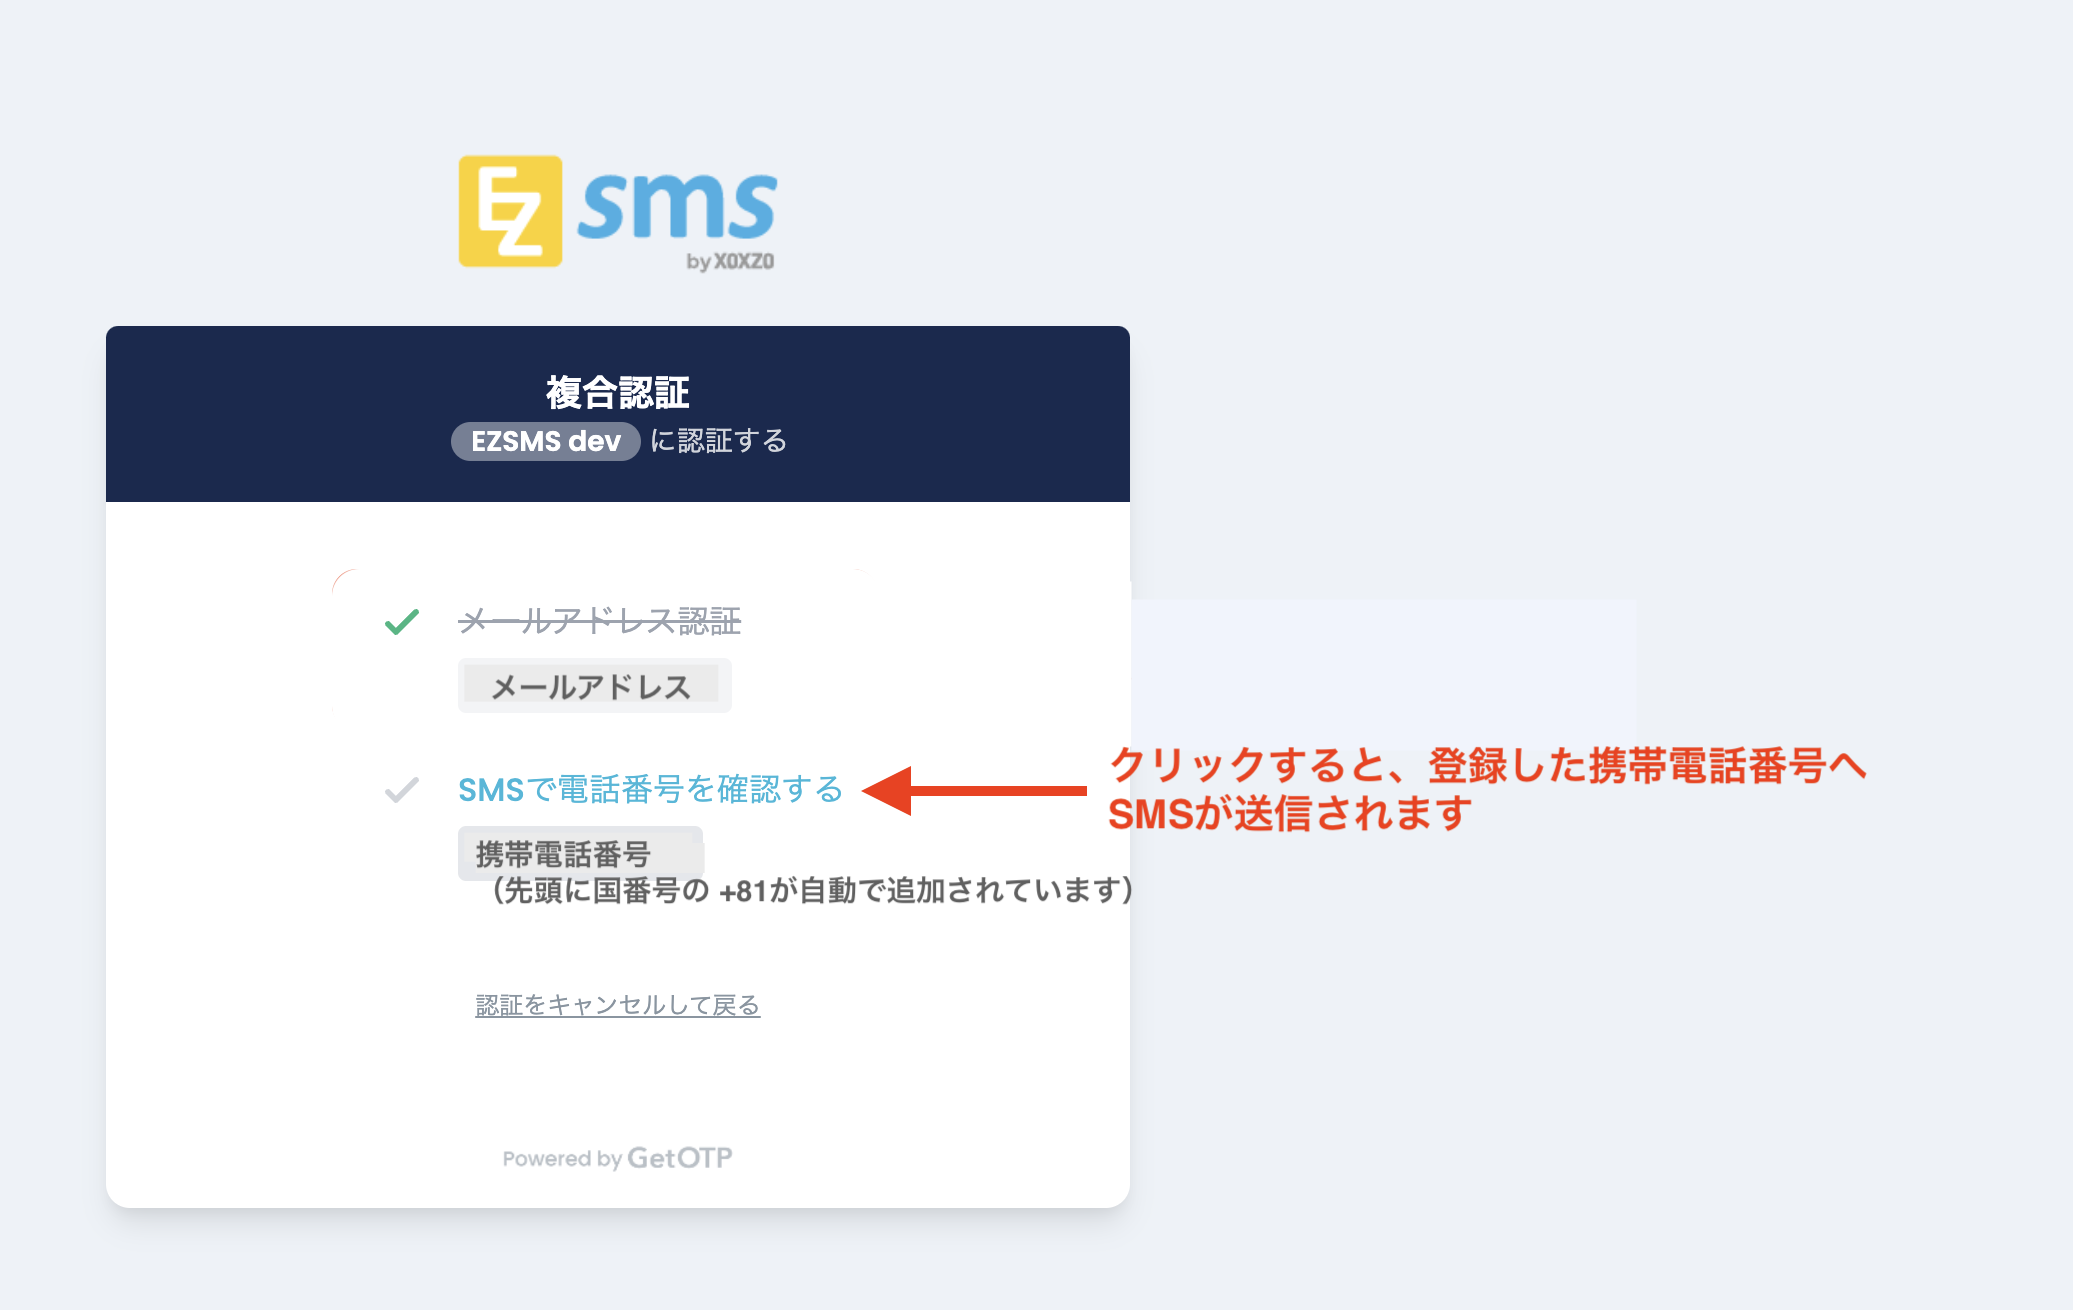 EZ sms
by XOXZO
複合認証
EZSMS dev に認証する
メールアドレス認証
メールアドレス
SMSで電話番号を確認する
クリックすると、登録した携帯電話番号へ
SMSが送信されます
携帯電話番号
（先頭に国番号の +81が自動で追加されています）
認証をキャンセルして戻る
Powered by GetOTP